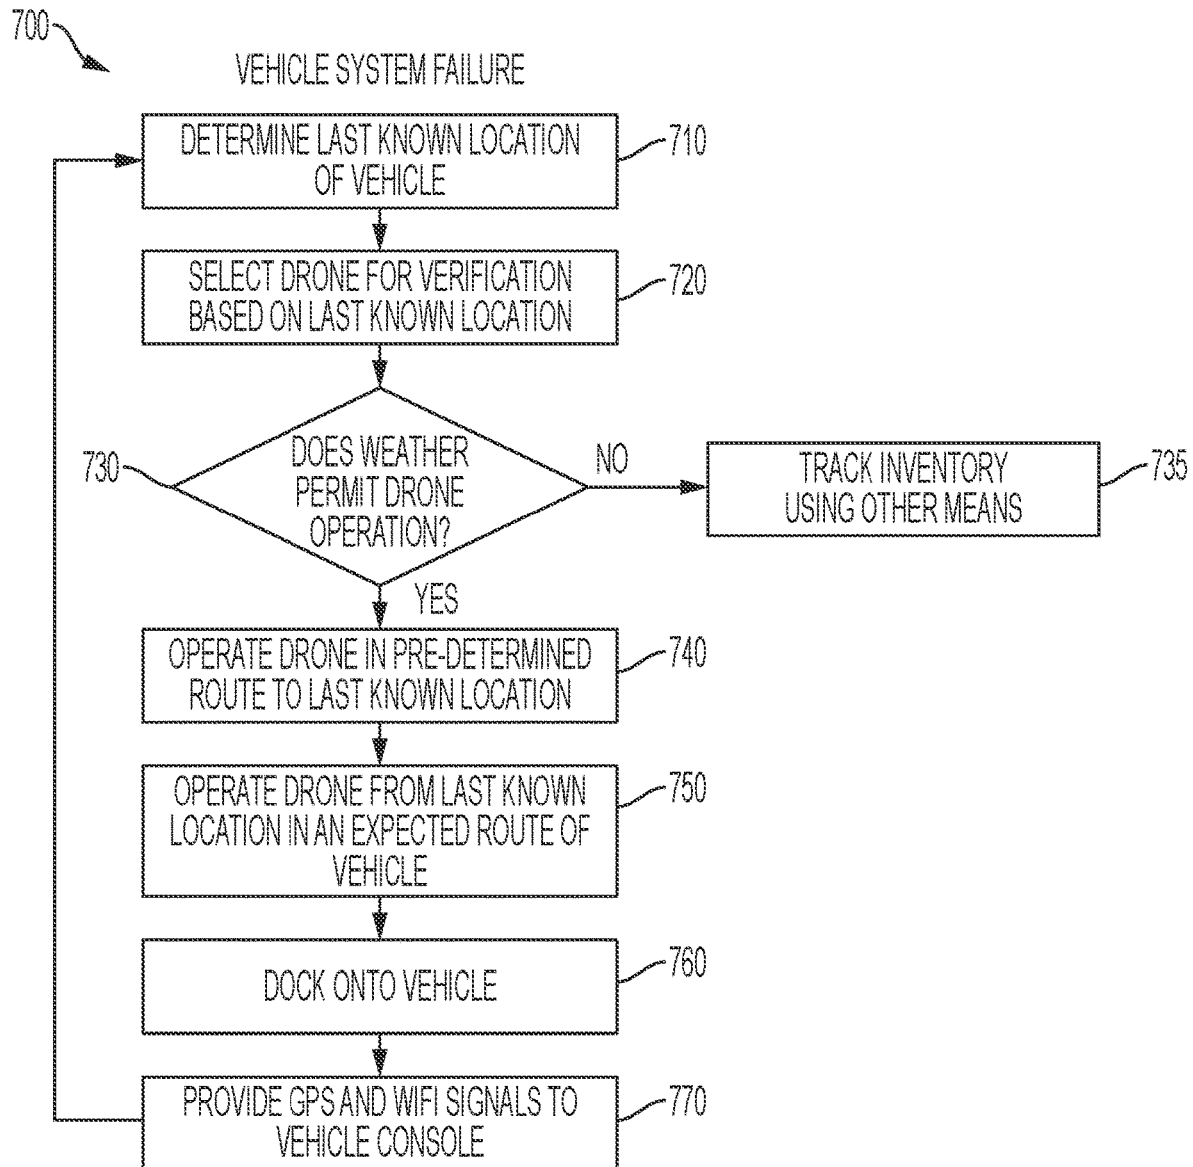 700
VEHICLE SYSTEM FAILURE
DETERMINE LAST KNOWN LOCATION
OF VEHICLE
710
SELECT DRONE FOR VERIFICATION
BASED ON LAST KNOWN LOCATION
720
730
DOES WEATHER
PERMIT DRONE
OPERATION?
NO
TRACK INVENTORY
USING OTHER MEANS
735
YES
OPERATE DRONE IN PRE-DETERMINED
ROUTE TO LAST KNOWN LOCATION
740
OPERATE DRONE FROM LAST KNOWN
LOCATION IN AN EXPECTED ROUTE OF
VEHICLE
750
DOCK ONTO VEHICLE
760
PROVIDE GPS AND WIFI SIGNALS TO
VEHICLE CONSOLE
770